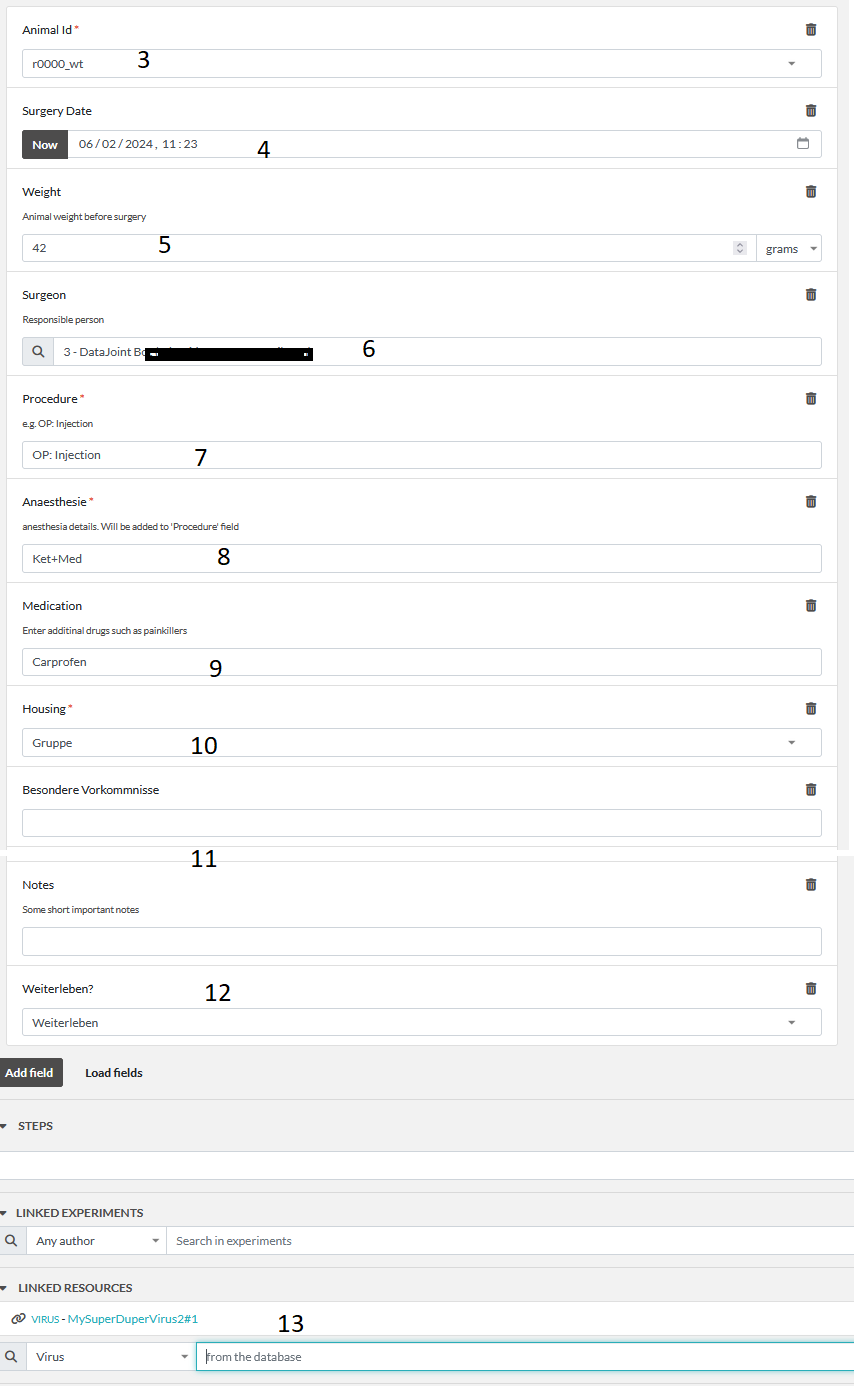 Animal Id *
r0000_wt 3
Surgery Date
Now 06/02/2024, 11:23 4
Weight
Animal weight before surgery
42 5 grams
Surgeon
Responsible person
3 - DataJoint 6
Procedure *
e.g. OP: Injection
OP: Injection 7
Anaesthesie *
anesthesia details. Will be added to 'Procedure' field
Ket+Med 8
Medication
Enter additinal drugs such as painkillers
Carprofen 9
Housing *
Gruppe 10
Besondere Vorkommnisse
11
Notes
Some short important notes
Weiterleben? 12
Weiterleben
Add field Load fields
STEPS
LINKED EXPERIMENTS
Any author Search in experiments
LINKED RESOURCES
VIRUS - MySuperDuperVirus2#1 13
Virus from the database